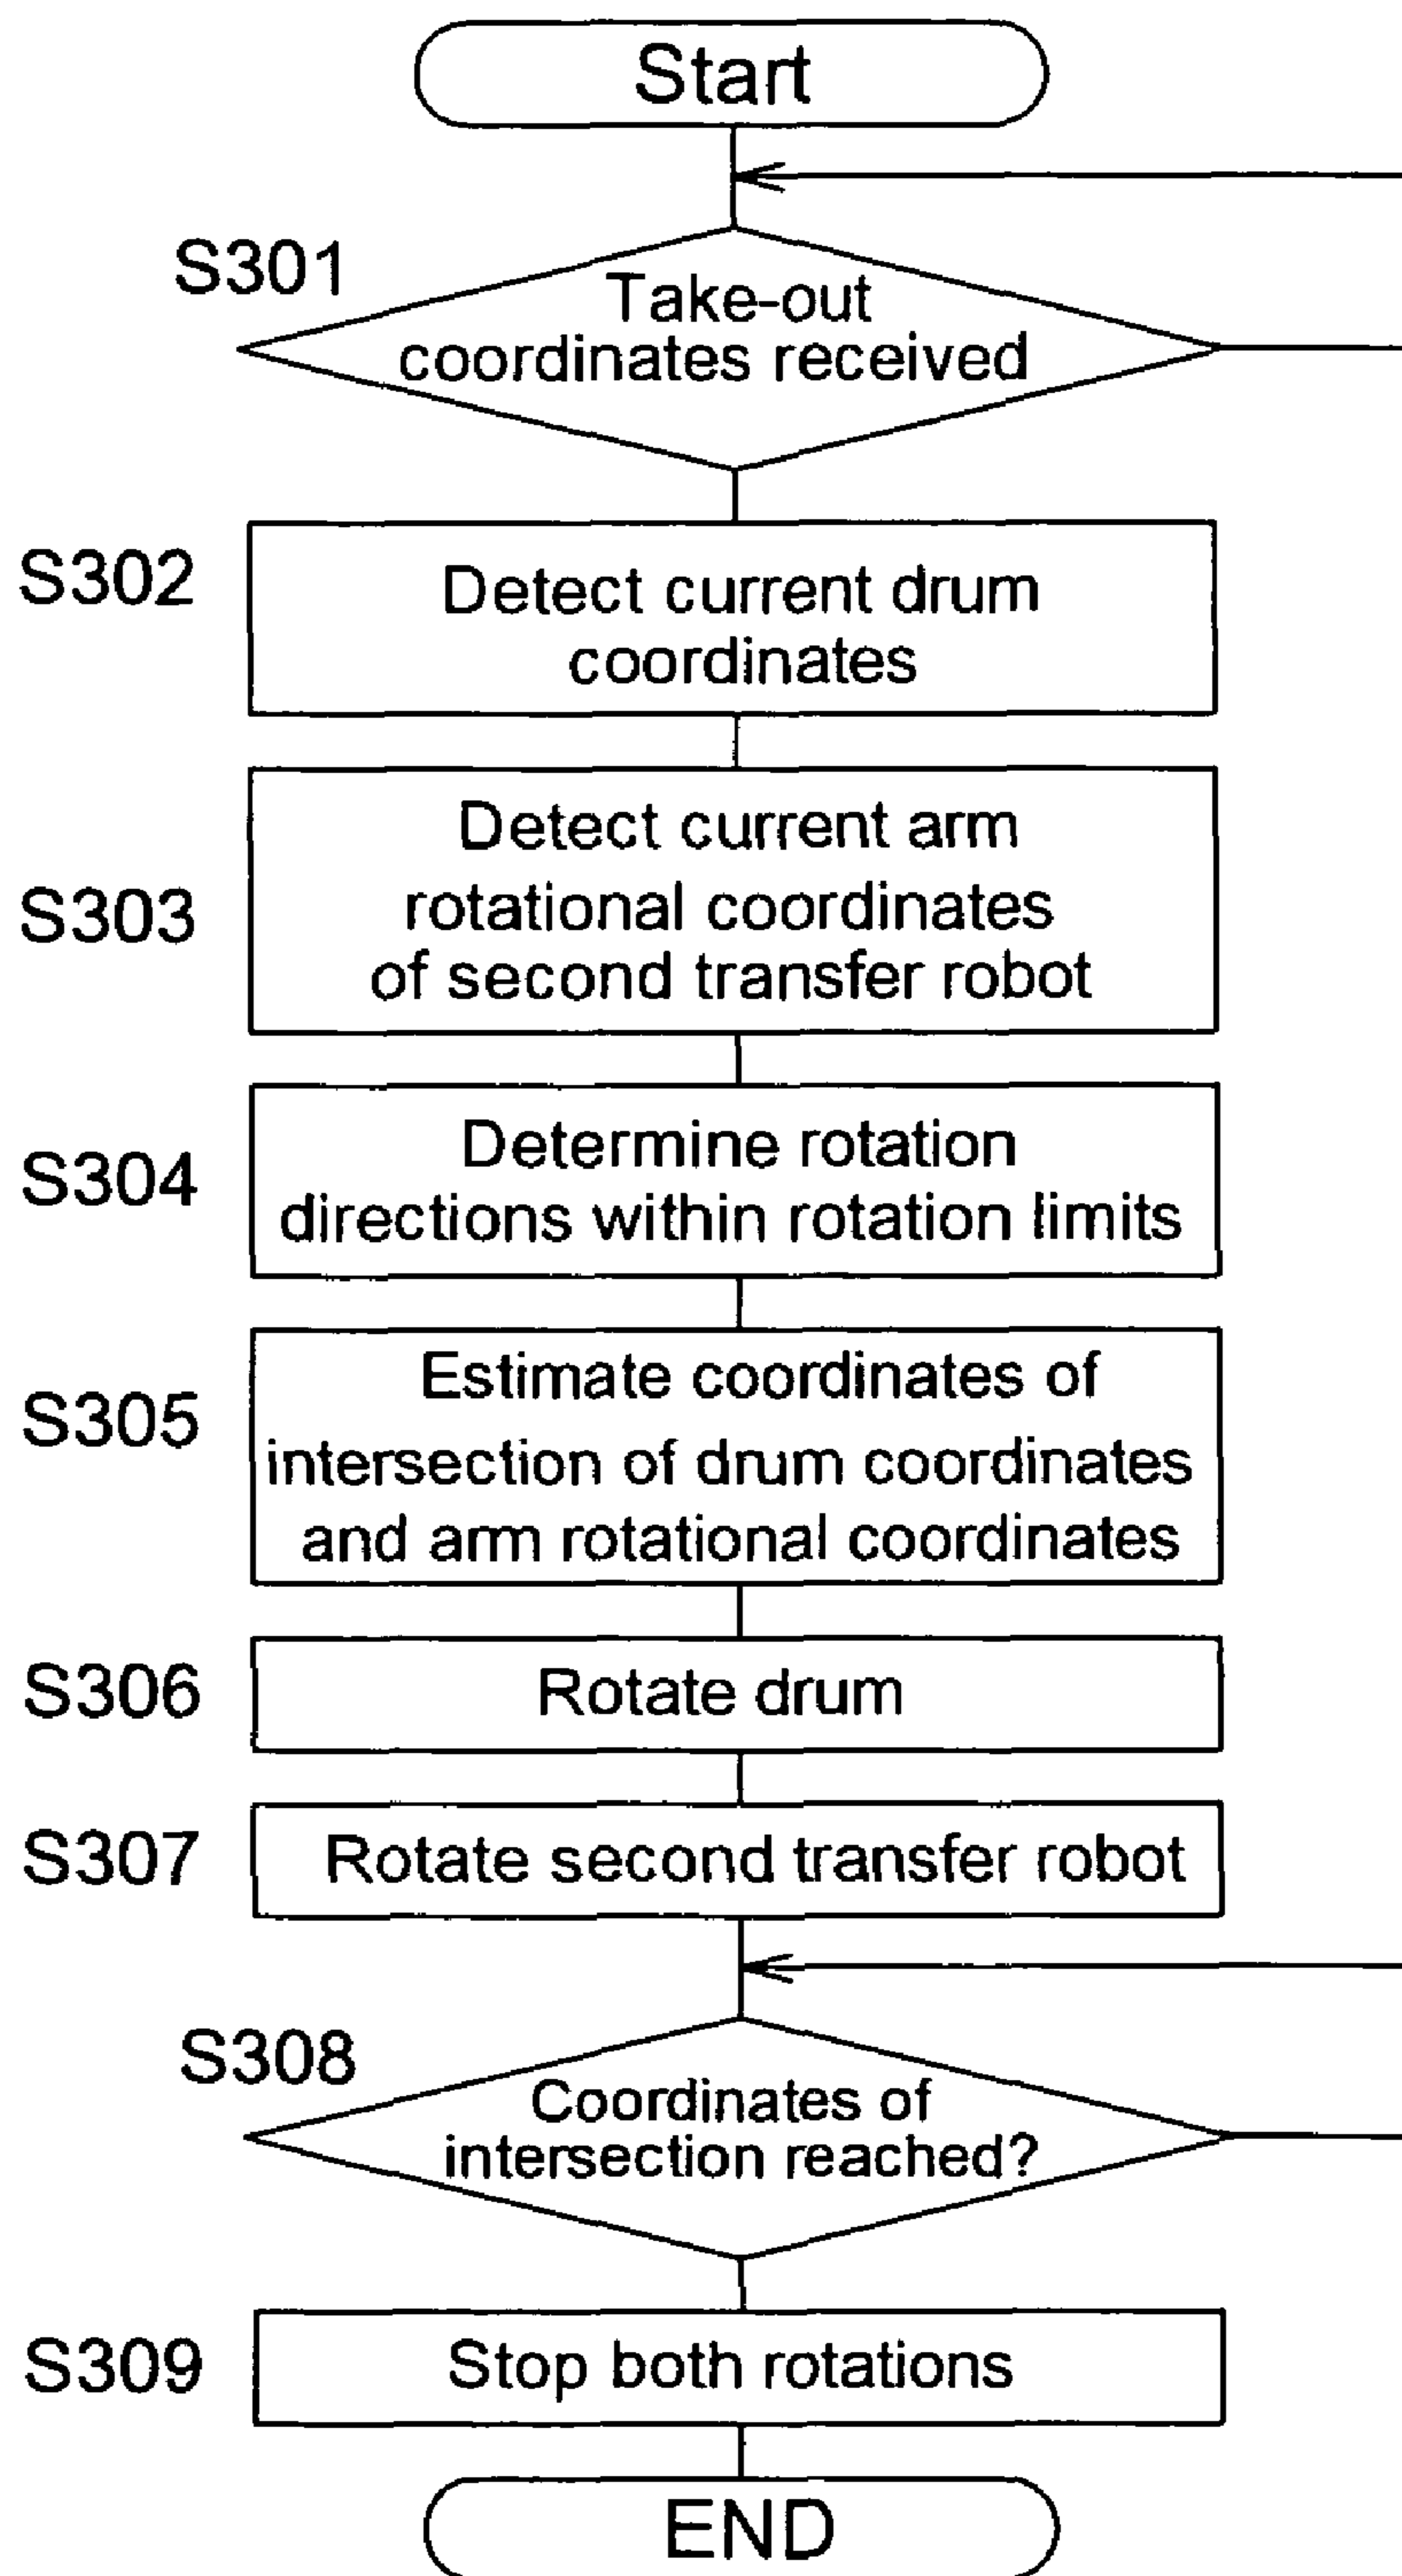 Start
S301
Take-out
coordinates received
S302
Detect current drum
coordinates
S303
Detect current arm
rotational coordinates
of second transfer robot
S304
Determine rotation
directions within rotation limits
S305
Estimate coordinates of
intersection of drum coordinates
and arm rotational coordinates
S306
Rotate drum
S307
Rotate second transfer robot
S308
Coordinates of
intersection reached?
S309
Stop both rotations
END